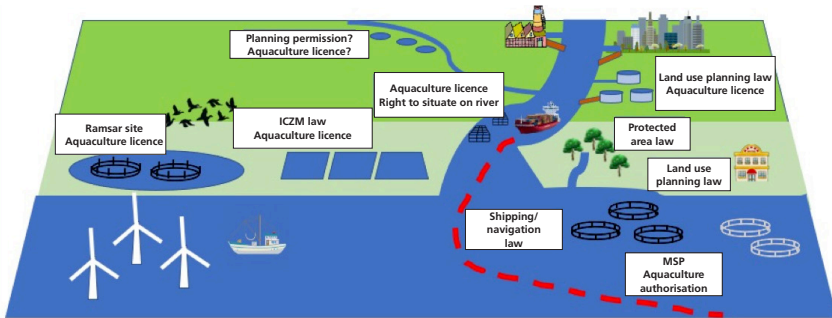 Planning permission?
Aquaculture licence?
Aquaculture licence
Right to situate on river
Land use planning law
Aquaculture licence
Ramsar site
Aquaculture licence
ICZM law
Aquaculture licence
Protected
area law
Land use
planning law
Shipping/
navigation
law
MSP
Aquaculture
authorisation